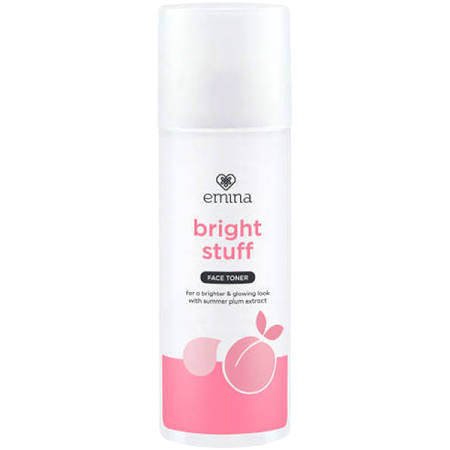 emina
bright
stuff
FACE TONER
For a brighter & glowing look
with summer plum extract